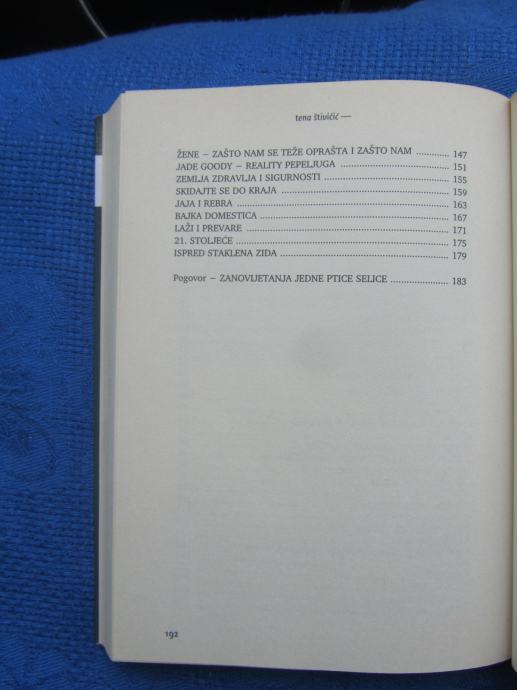 tena štivičić —
ŽENE – ZAŠTO NAM SE TEŽE OPRAŠTA I ZAŠTO NAM .............. 147
JADE GOODY – REALITY PEPELJUGA .............. 151
ZEMLJA ZDRAVLJA I SIGURNOSTI .............. 155
SKIDAJTE SE DO KRAJA .............. 159
JAJA I REBRA .............. 163
BAJKA DOMESTICA .............. 167
LAŽI I PREVARE .............. 171
21. STOLJEĆE .............. 175
ISPRED STAKLENA ZIDA .............. 179
Pogovor – ZANOVIJETANJA JEDNE PTICE SELICE .............. 183
192